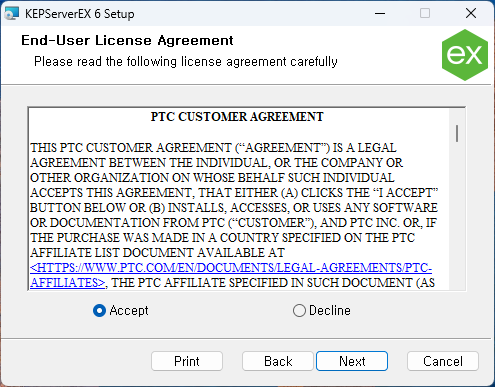 KEPServerEX 6 Setup
End-User License Agreement
Please read the following license agreement carefully
ex
PTC CUSTOMER AGREEMENT
THIS PTC CUSTOMER AGREEMENT (“AGREEMENT”) IS A LEGAL
AGREEMENT BETWEEN THE INDIVIDUAL, OR THE COMPANY OR
OTHER ORGANIZATION ON WHOSE BEHALF SUCH INDIVIDUAL
ACCEPTS THIS AGREEMENT, THAT EITHER (A) CLICKS THE “I ACCEPT”
BUTTON BELOW OR (B) INSTALLS, ACCESSES, OR USES ANY SOFTWARE
OR DOCUMENTATION FROM PTC (“CUSTOMER”), AND PTC INC. OR, IF
THE PURCHASE WAS MADE IN A COUNTRY SPECIFIED ON THE PTC
AFFILIATE LIST DOCUMENT AVAILABLE AT
<HTTPS://WWW.PTC.COM/EN/DOCUMENTS/LEGAL-AGREEMENTS/PTC-
AFFILIATES>, THE PTC AFFILIATE SPECIFIED IN SUCH DOCUMENT (AS
Accept Decline
Print Back Next Cancel